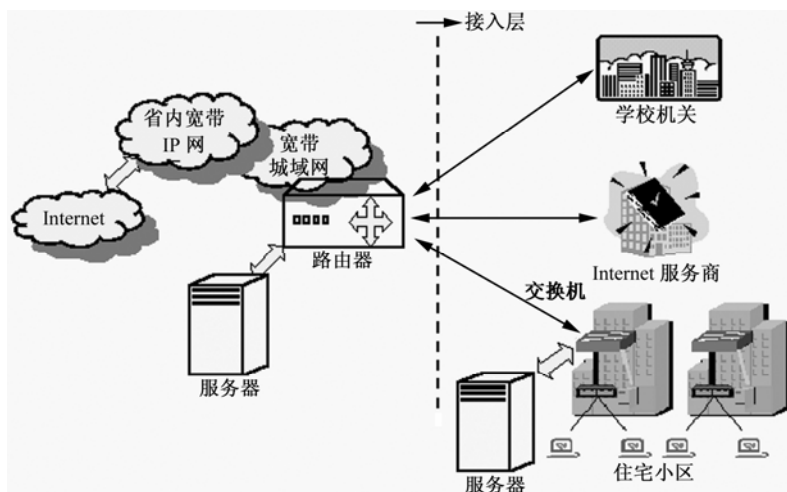 接入层
省内宽带
IP 网
宽带
城域网
Internet
路由器
服务器
学校机关
Internet 服务商
交换机
服务器
住宅小区